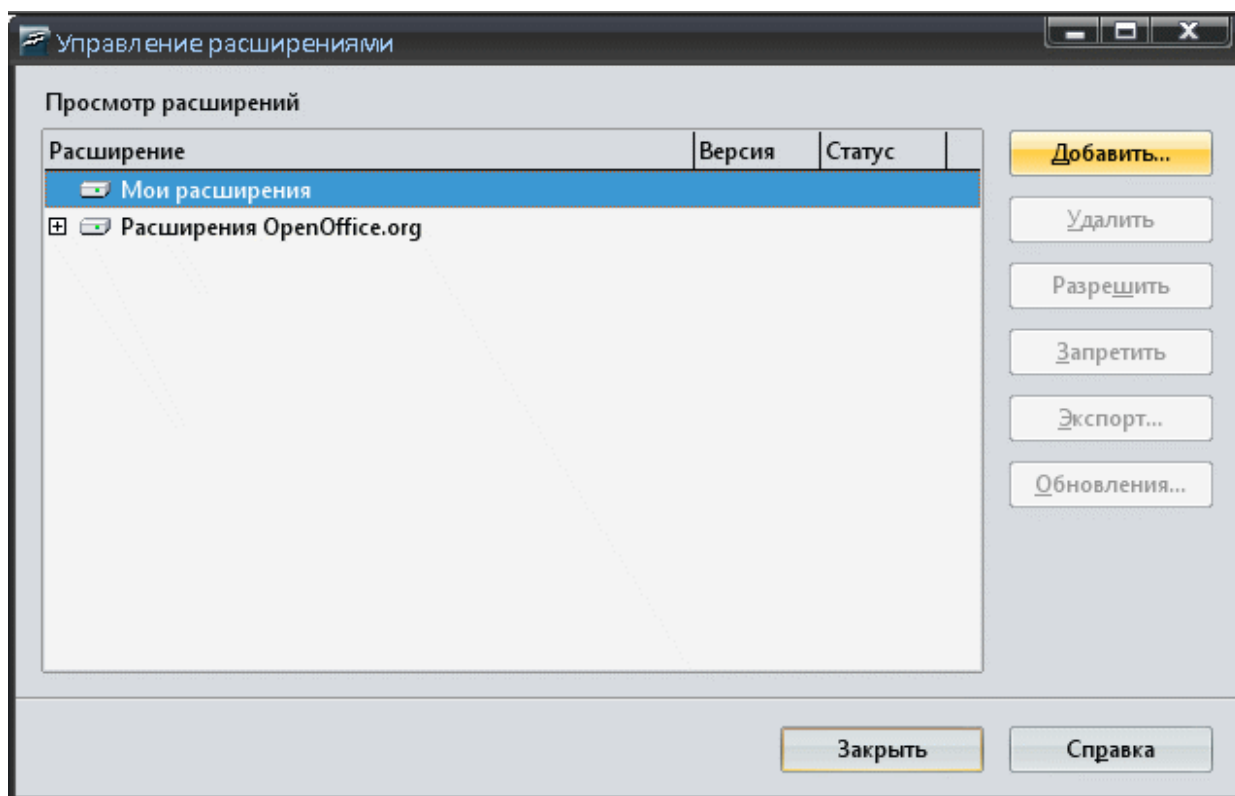 Управление расширениями
Просмотр расширений
Расширение Версия Статус
Мои расширения
Расширения OpenOffice.org
Добавить...
Удалить
Разрешить
Запретить
Экспорт...
Обновления...
Закрыть Справка